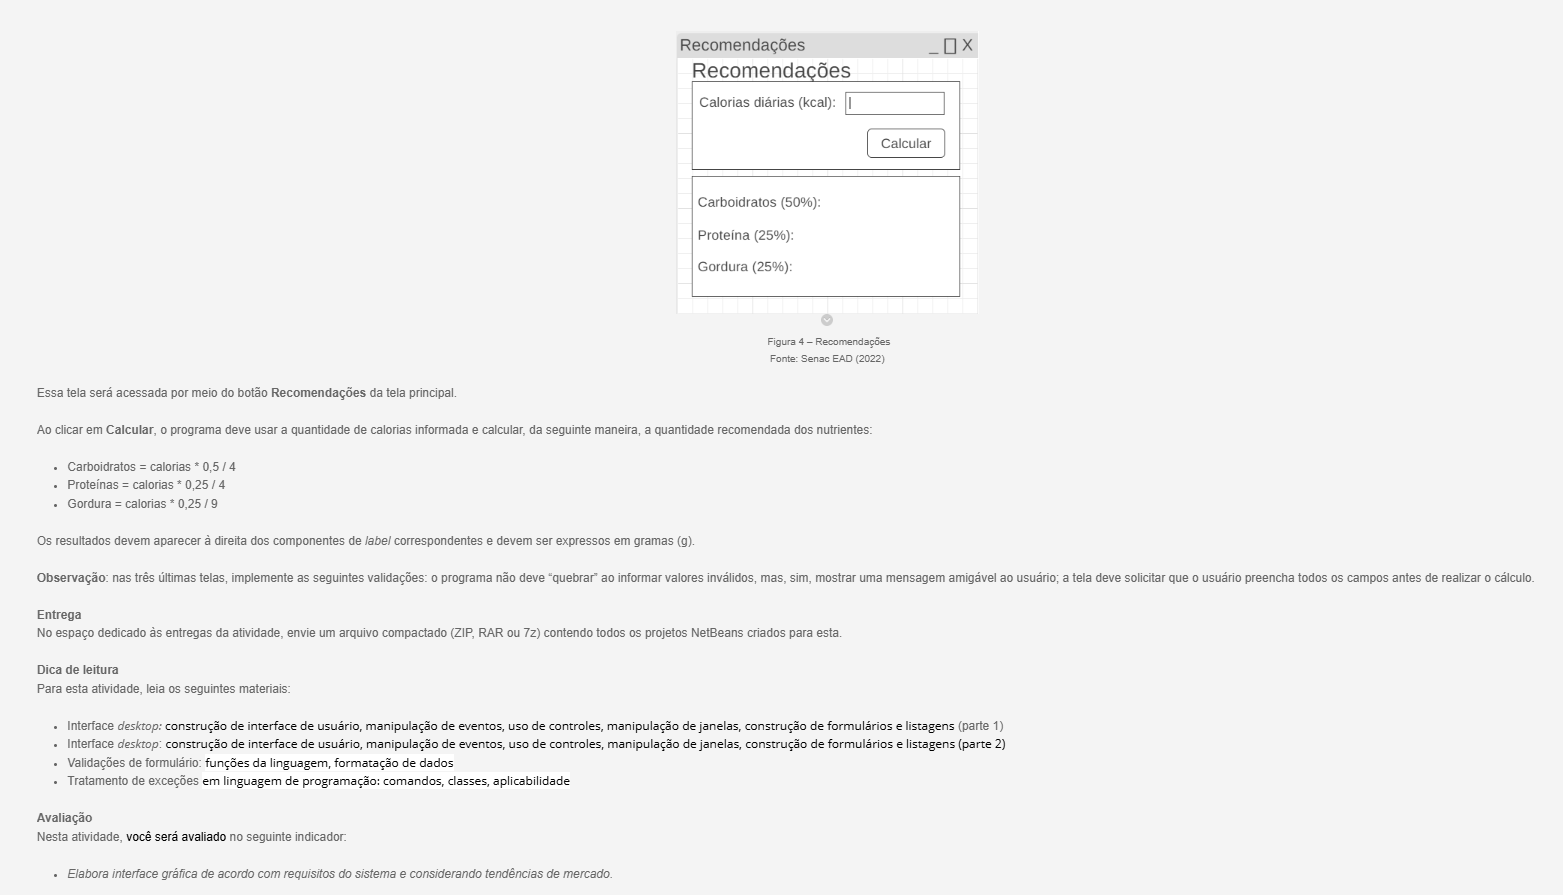 Recomendações _ X
Recomendações
Calorias diárias (kcal):
Calcular
Carboidratos (50%):
Proteína (25%):
Gordura (25%):
Figura 4 – Recomendações
Fonte: Senac EAD (2022)
Essa tela será acessada por meio do botão Recomendações da tela principal.
Ao clicar em Calcular, o programa deve usar a quantidade de calorias informada e calcular, da seguinte maneira, a quantidade recomendada dos nutrientes:
• Carboidratos = calorias * 0,5 / 4
• Proteínas = calorias * 0,25 / 4
• Gordura = calorias * 0,25 / 9
Os resultados devem aparecer à direita dos componentes de label correspondentes e devem ser expressos em gramas (g).
Observação: nas três últimas telas, implemente as seguintes validações: o programa não deve “quebrar” ao informar valores inválidos, mas, sim, mostrar uma mensagem amigável ao usuário; a tela deve solicitar que o usuário preencha todos os campos antes de realizar o cálculo.
Entrega
No espaço dedicado às entregas da atividade, envie um arquivo compactado (ZIP, RAR ou 7z) contendo todos os projetos NetBeans criados para esta.
Dica de leitura
Para esta atividade, leia os seguintes materiais:
• Interface desktop: construção de interface de usuário, manipulação de eventos, uso de controles, manipulação de janelas, construção de formulários e listagens (parte 1)
• Interface desktop: construção de interface de usuário, manipulação de eventos, uso de controles, manipulação de janelas, construção de formulários e listagens (parte 2)
• Validações de formulário: funções da linguagem, formatação de dados
• Tratamento de exceções em linguagem de programação: comandos, classes, aplicabilidade
Avaliação
Nesta atividade, você será avaliado no seguinte indicador:
• Elabora interface gráfica de acordo com requisitos do sistema e considerando tendências de mercado.